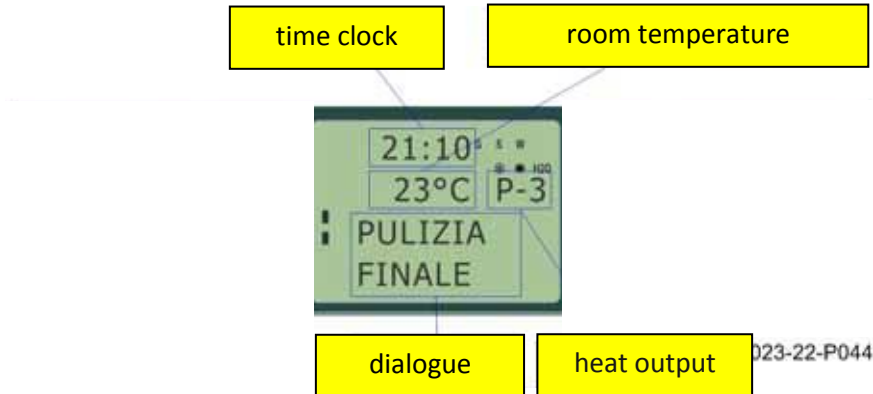 time clock
room temperature
21:10
23°C P-3
PULIZIA
FINALE
dialogue
heat output
023-22-P044